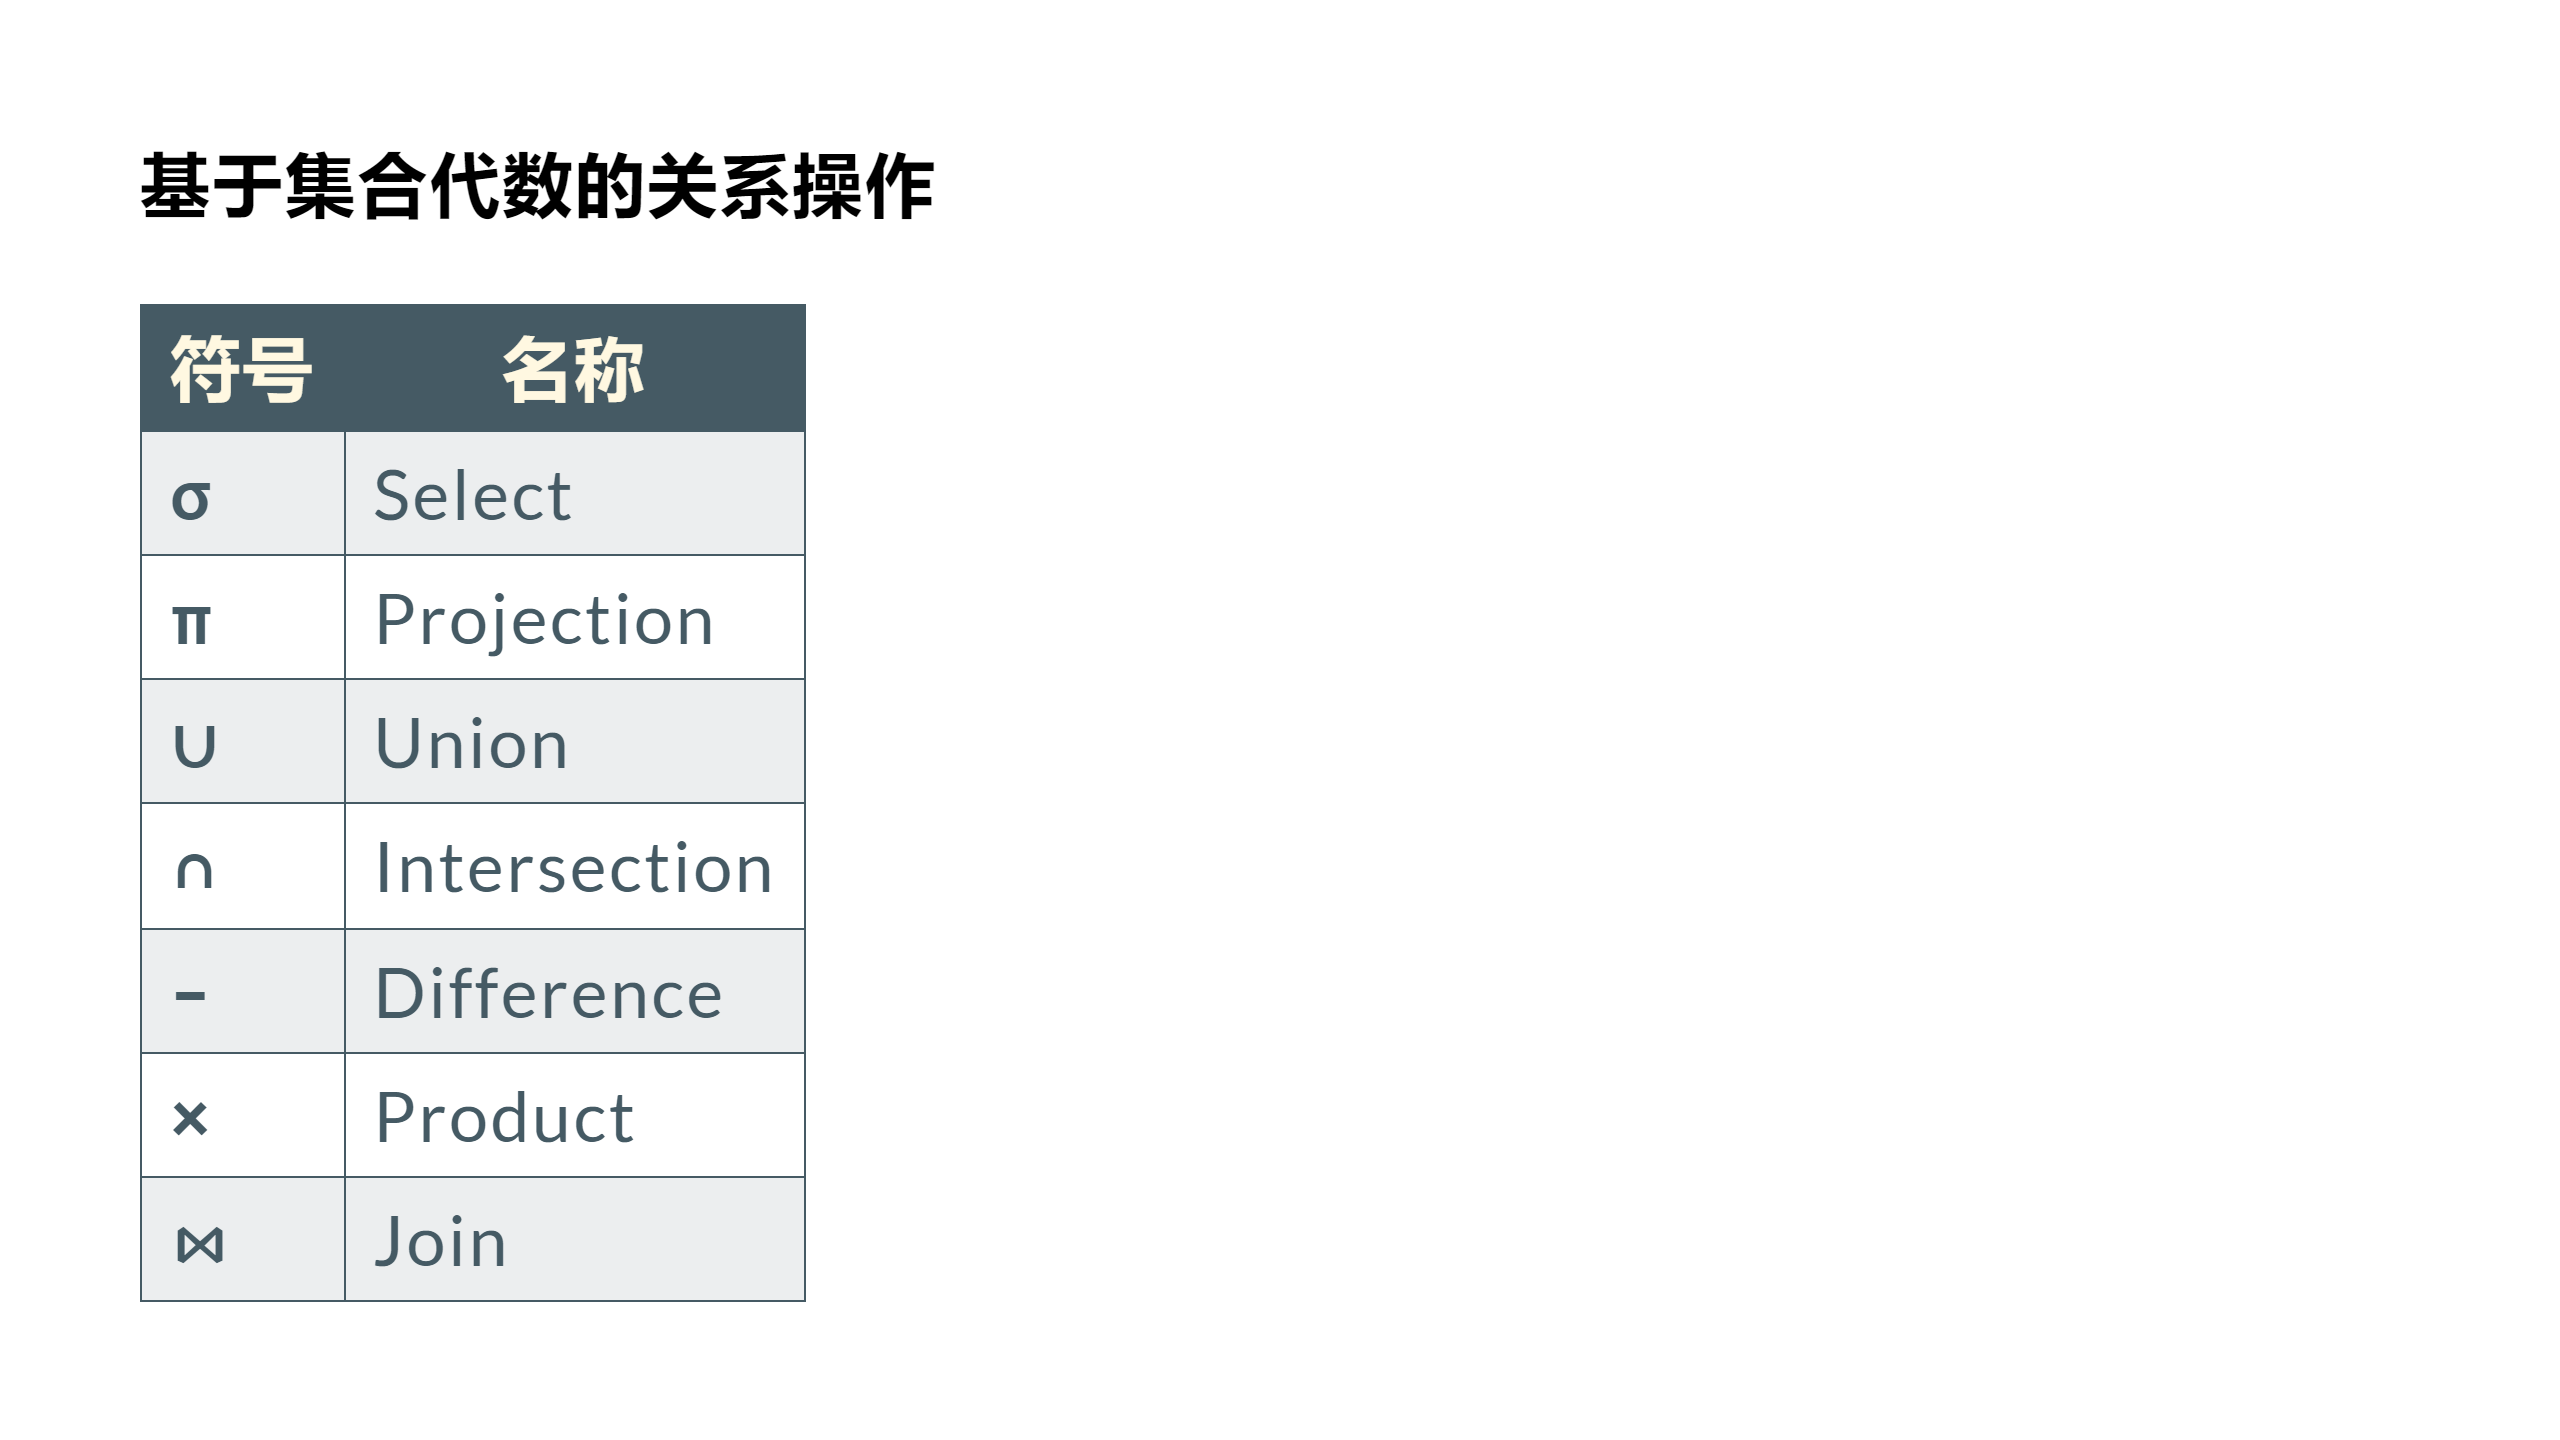 基于集合代数的关系操作
符号 名称
σ Select
π Projection
∪ Union
∩ Intersection
– Difference
× Product
⋈ Join